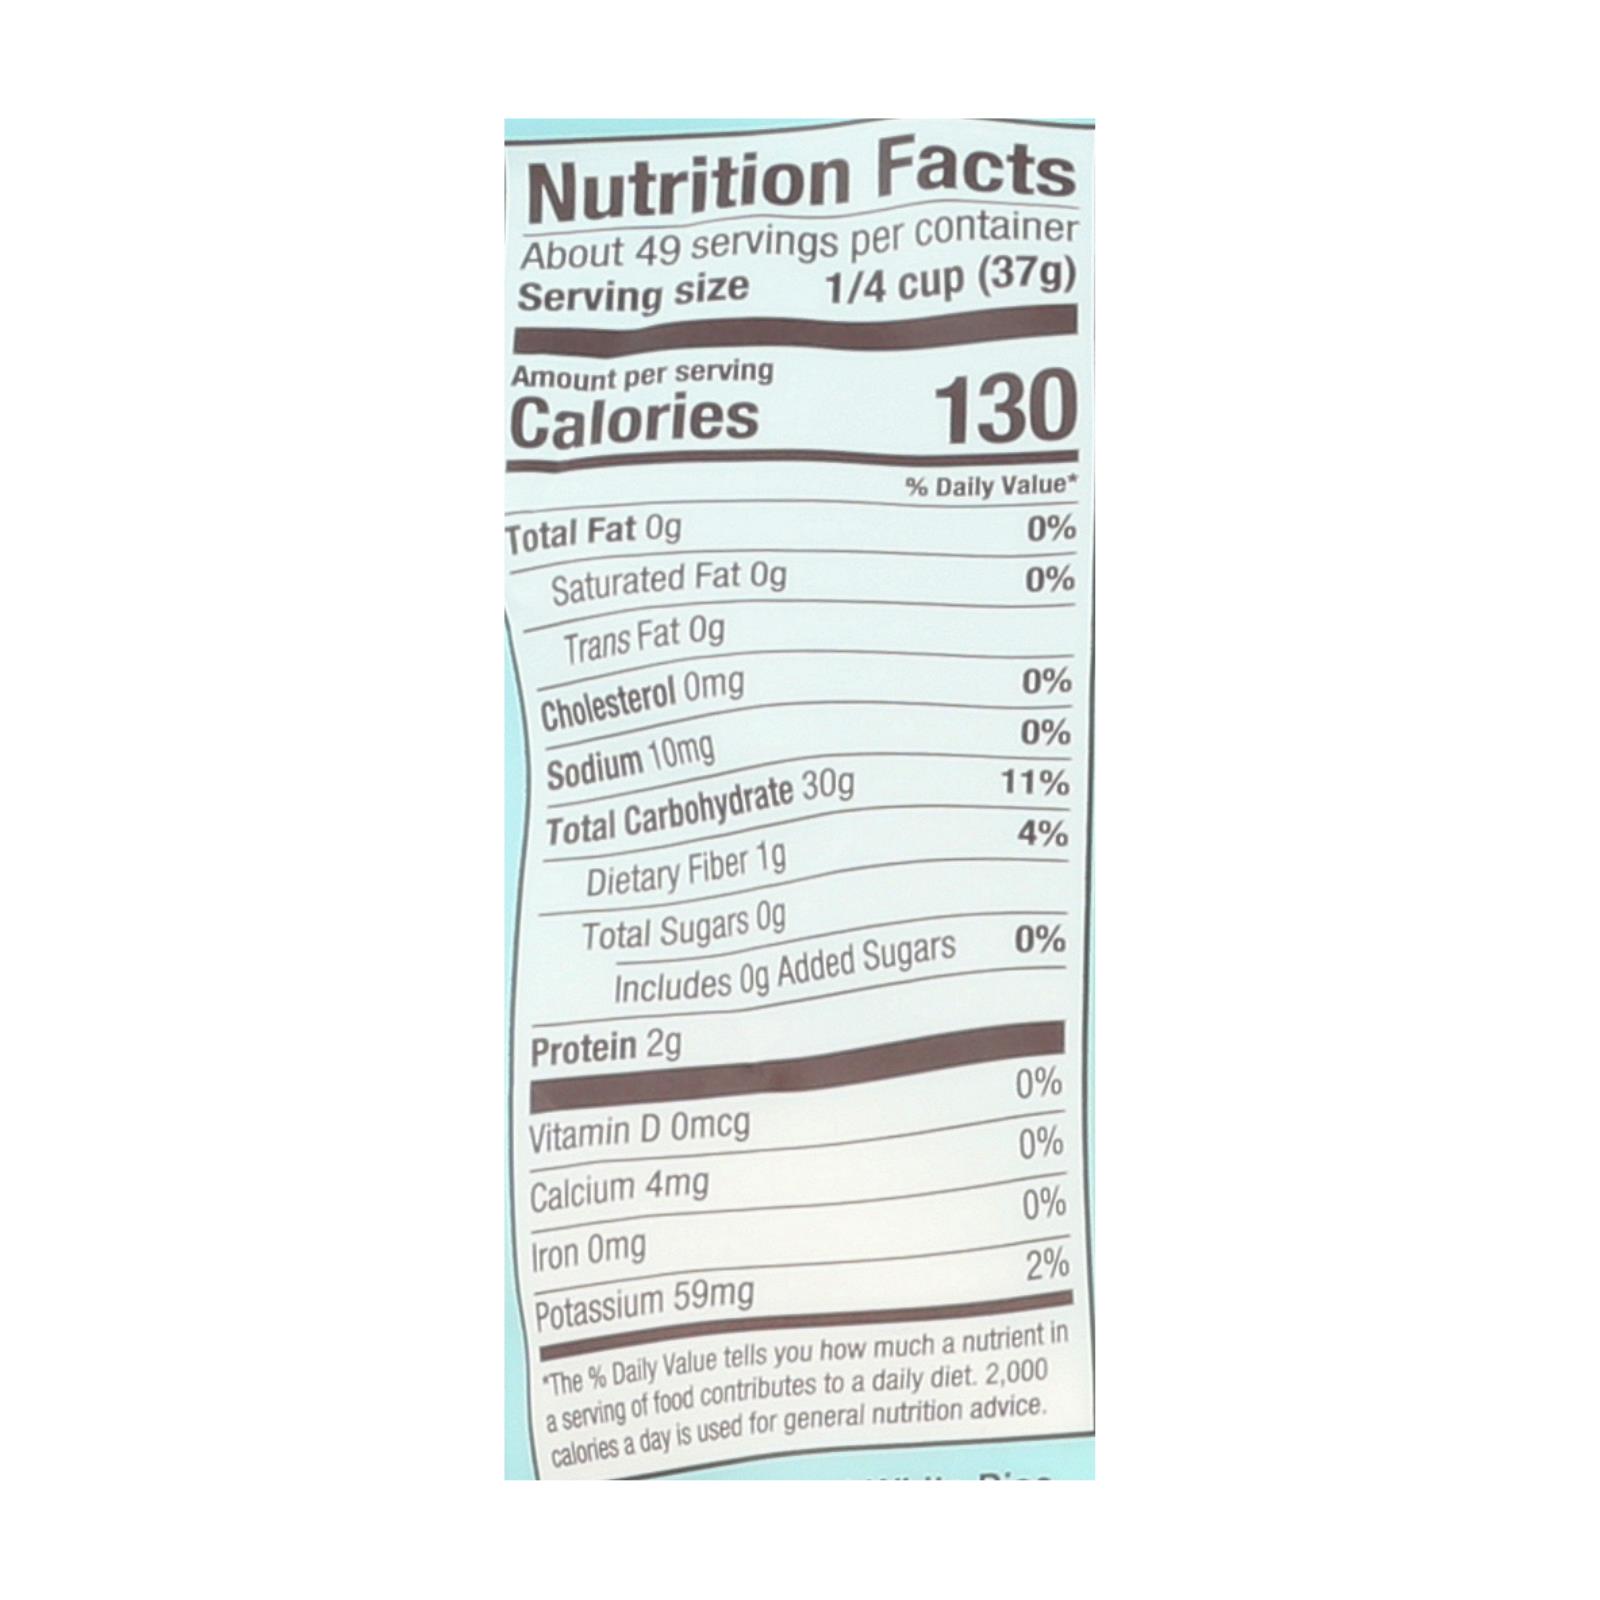 Nutrition Facts
About 49 servings per container
Serving size 1/4 cup (37g)
Amount per serving
Calories 130
% Daily Value*
Total Fat 0g 0%
Saturated Fat 0g 0%
Trans Fat 0g
Cholesterol 0mg 0%
Sodium 10mg 0%
Total Carbohydrate 30g 11%
Dietary Fiber 1g 4%
Total Sugars 0g
Includes 0g Added Sugars 0%
Protein 2g
Vitamin D 0mcg 0%
Calcium 4mg 0%
Iron 0mg 0%
Potassium 59mg 2%
*The % Daily Value tells you how much a nutrient in
a serving of food contributes to a daily diet. 2,000
calories a day is used for general nutrition advice.